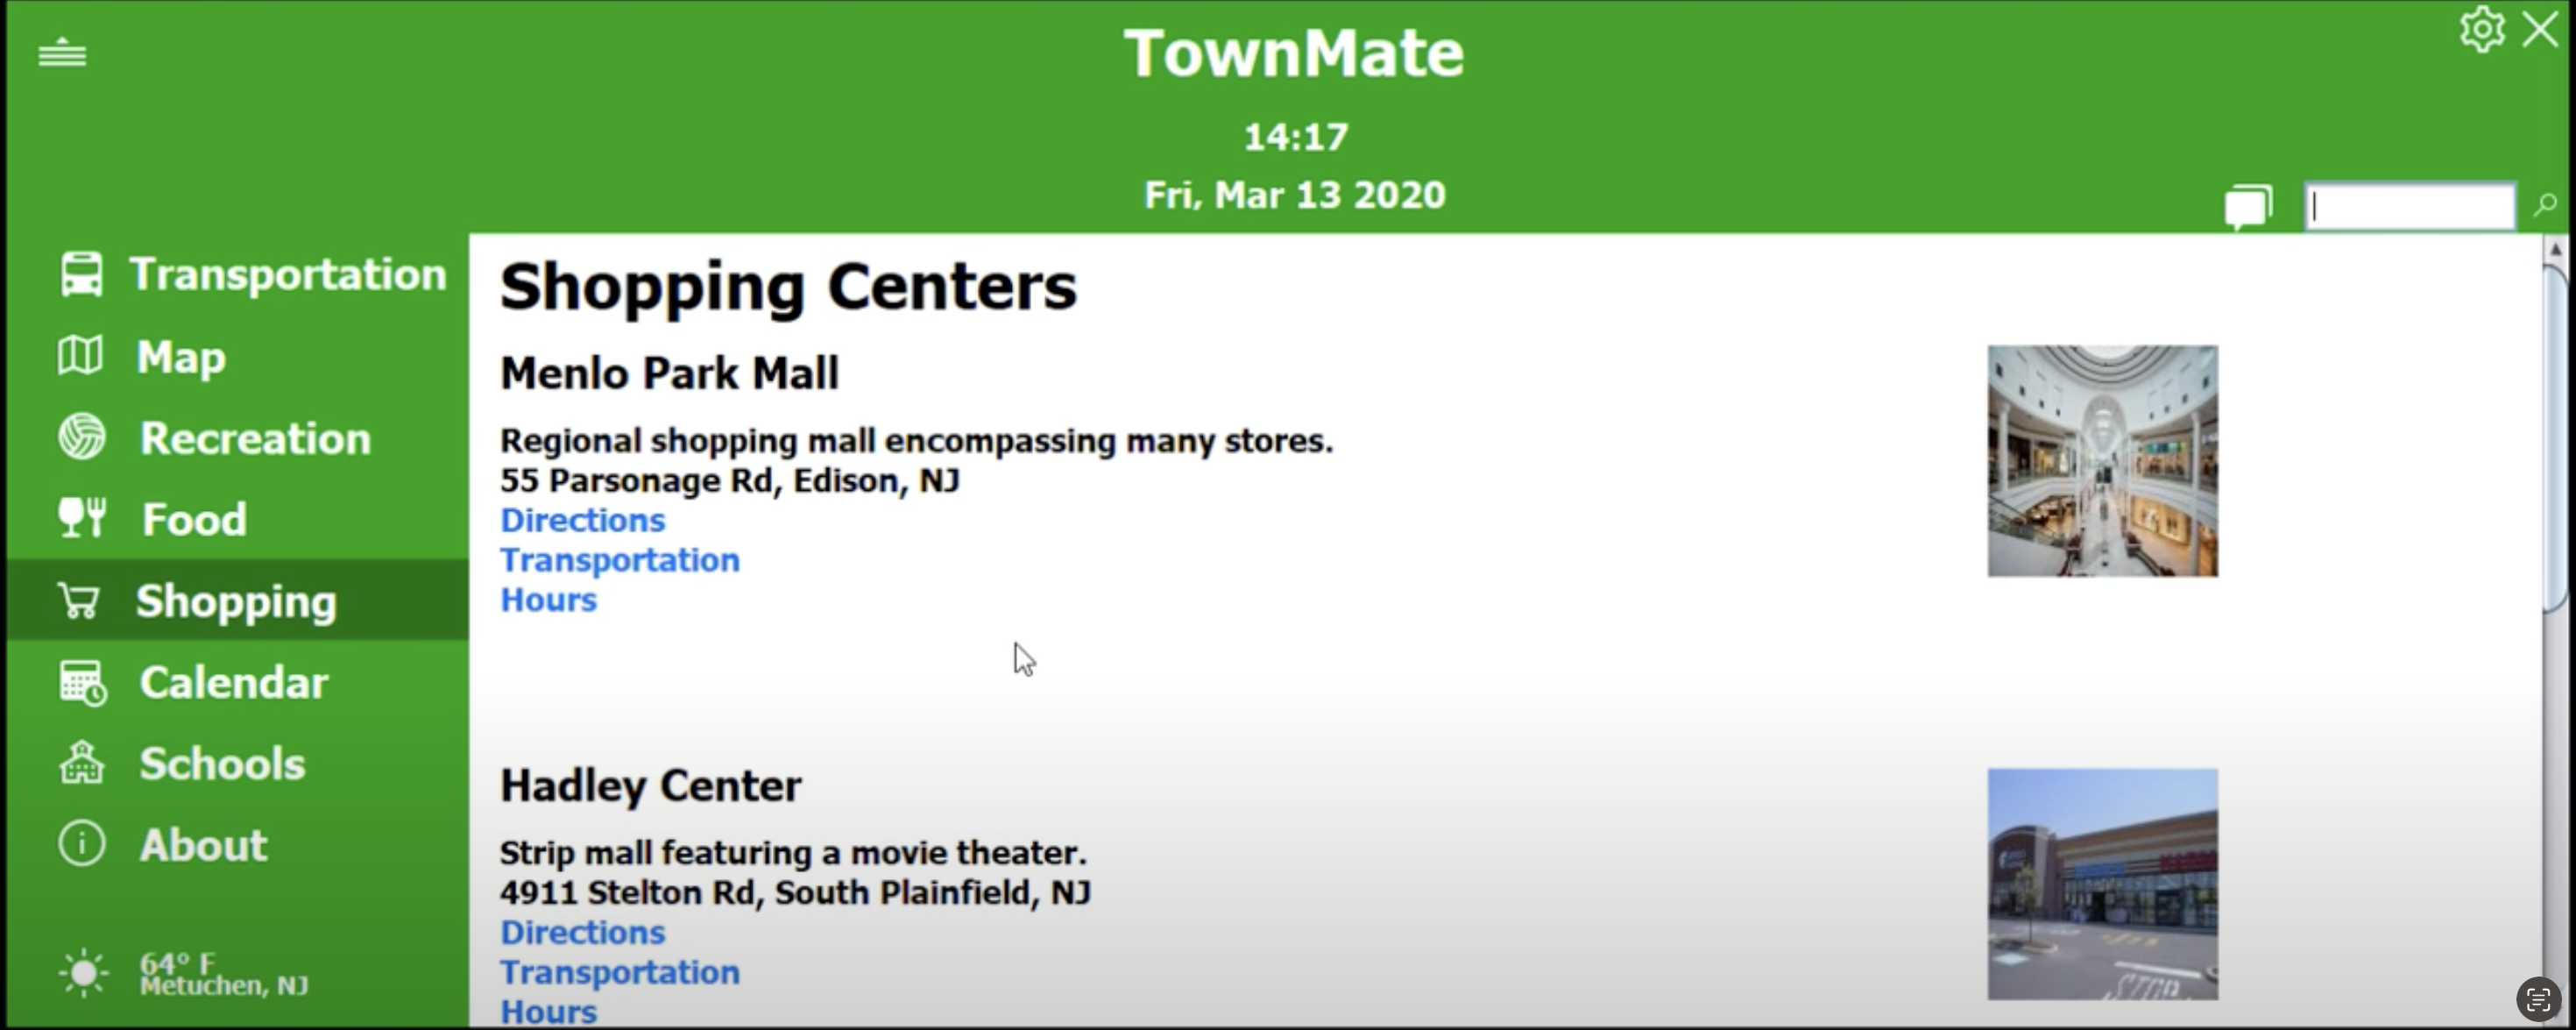 TownMate
14:17
Fri, Mar 13 2020
Transportation
Map
Recreation
Food
Shopping
Calendar
Schools
About
64° F
Metuchen, NJ
Shopping Centers
Menlo Park Mall
Regional shopping mall encompassing many stores.
55 Parsonage Rd, Edison, NJ
Directions
Transportation
Hours
Hadley Center
Strip mall featuring a movie theater.
4911 Stelton Rd, South Plainfield, NJ
Directions
Transportation
Hours
STOP